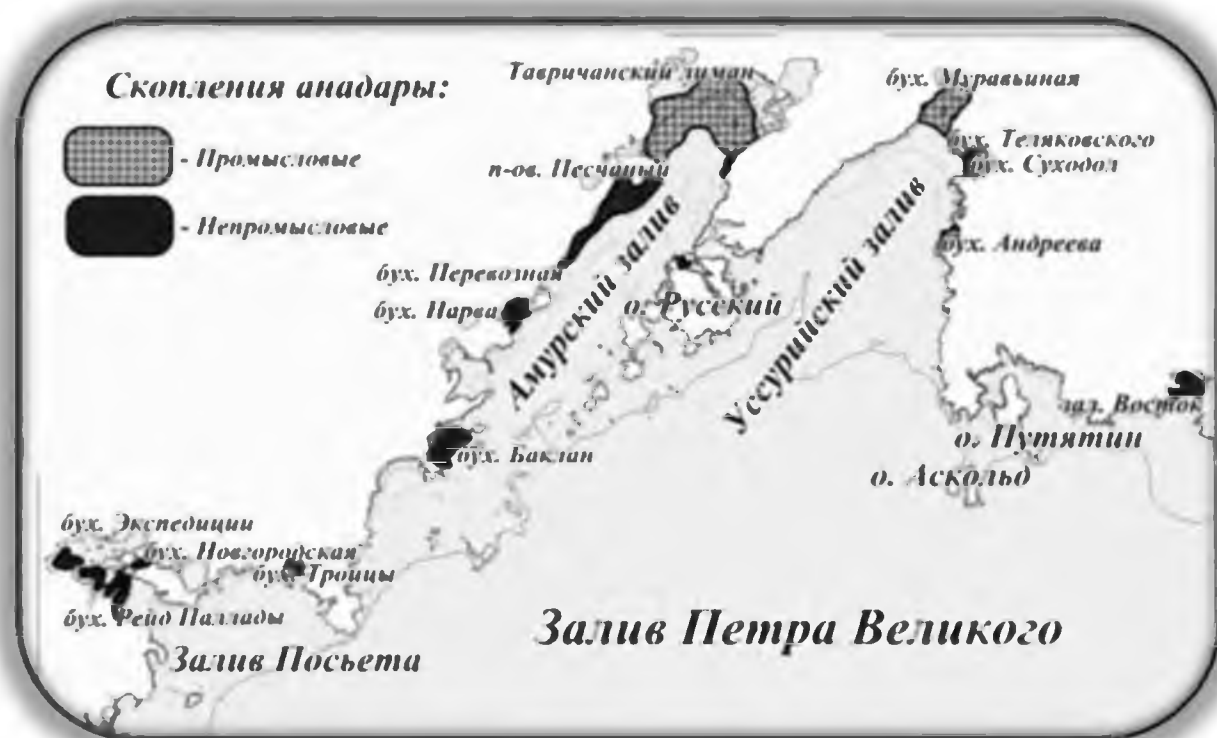 Скопления анадары:
- Промысловые
- Непромысловые
Тавричанский лиман
бух. Муравьиная
бух. Теляковского
бух. Суходол
п-ов. Песчаный
бух. Андреева
бух. Перевозная
бух. Нарва
о. Русский
Амурский залив
Уссурийский залив
зал. Восток
о. Путятин
о. Аскольд
бух. Баклан
бух. Экспедиции
бух. Новгородская
бух. Троицы
бух. Рейд Паллады
Залив Посьета
Залив Петра Великого